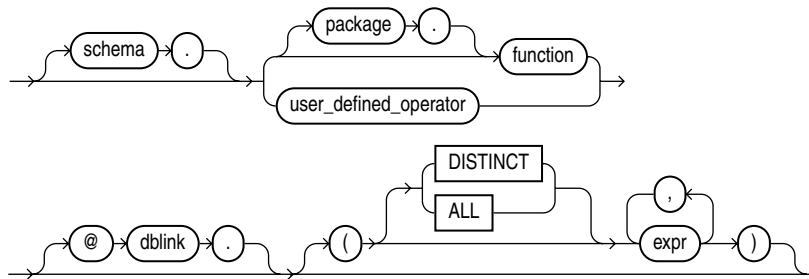 package .
schema . function
user_defined_operator
DISTINCT
ALL ,
@ dblink . ( expr )